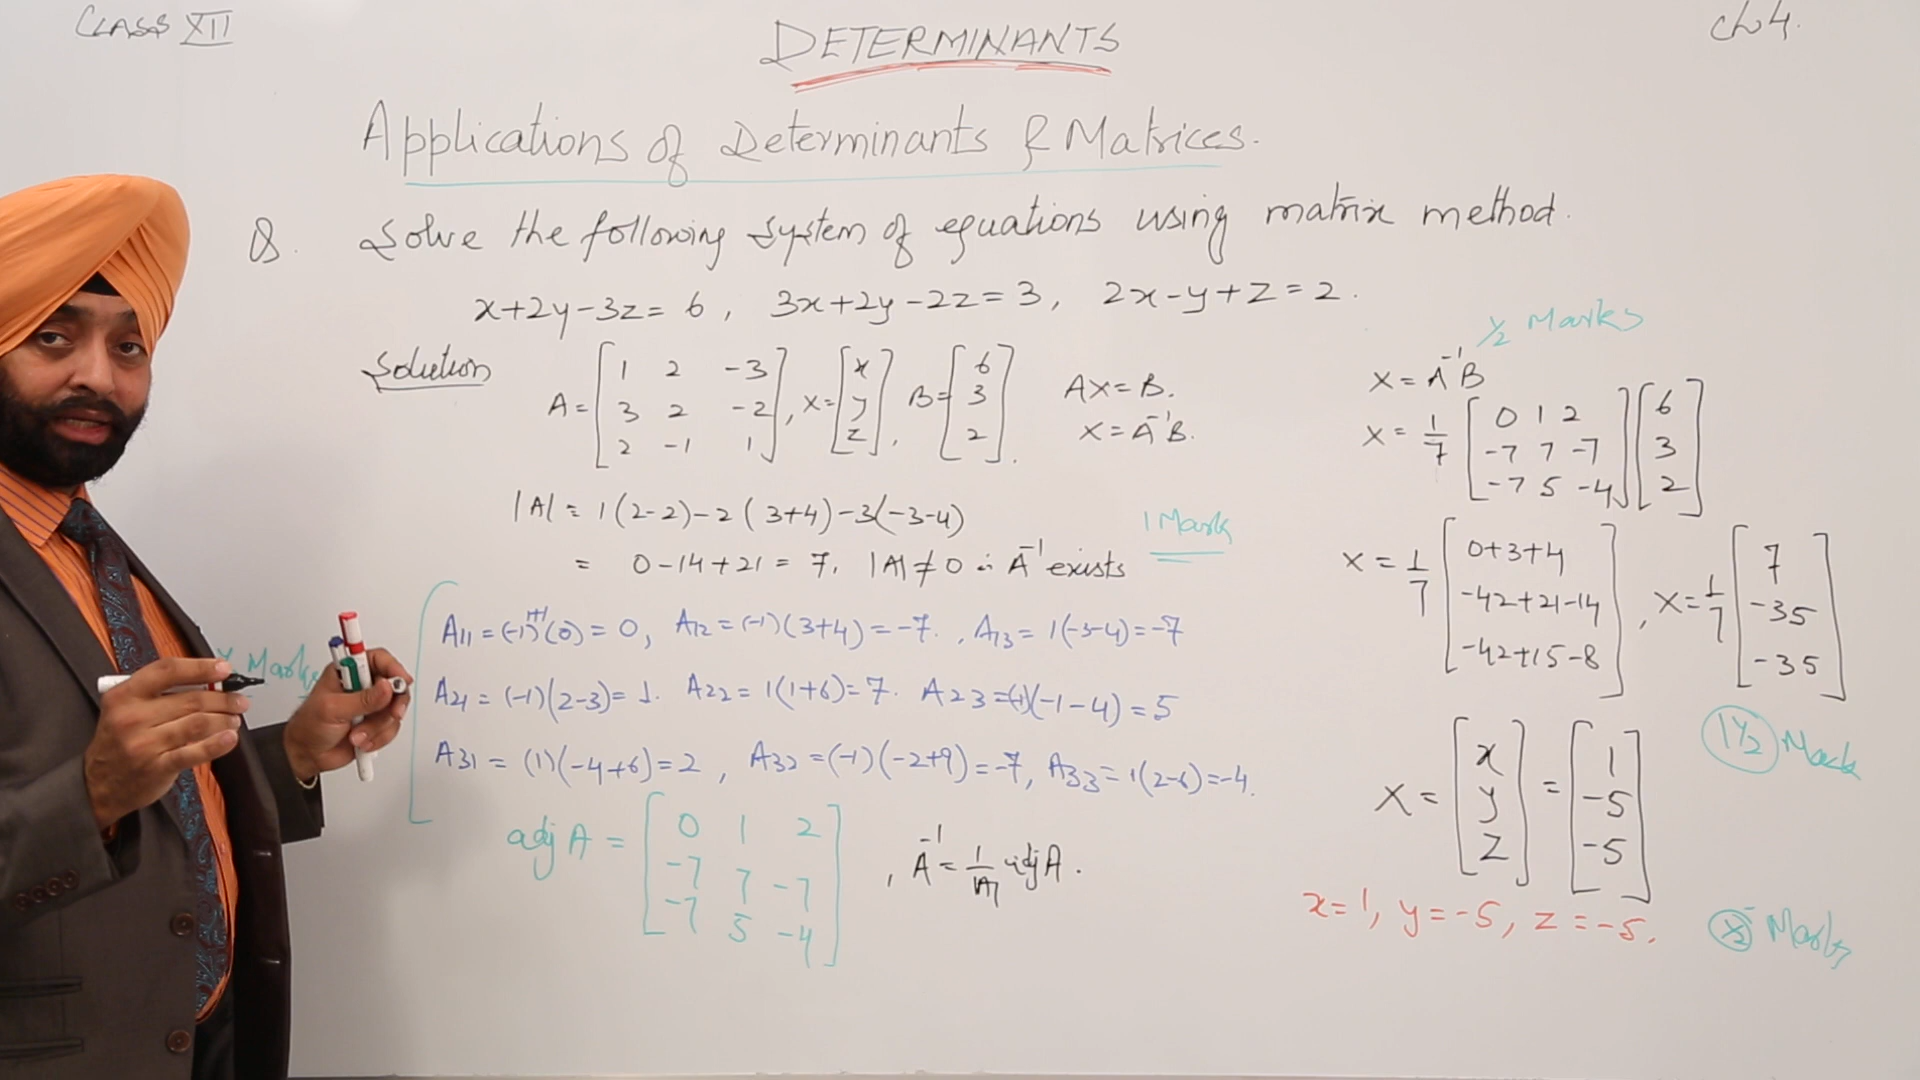 CLASS XII
DETERMINANTS
Ch 4.
Applications of Determinants & Matrices.
Q. Solve the following system of equations using matrix method.
x+2y-3z=6, 3x+2y-2z=3, 2x-y+z=2.
Solution
A=[1 2 -3
3 2 -2
2 -1 1], X=[x
y
z], B=[6
3
2].
AX=B.
X=A⁻¹B.
|A| = 1(2-2)-2(3+4)-3(-3-4)
= 0-14+21=7, |A|≠0 ∴ A⁻¹ exists
1 Mark
A11=(-1)¹⁺¹(0)=0, A12=(-1)(3+4)=-7., A13=1(-3-4)=-7
A21=(-1)(2-3)=1. A22=1(1+6)=7. A23=(-1)(-1-4)=5
A31=(1)(-4+6)=2, A32=(-1)(-2+9)=-7, A33=1(2-6)=-4.
Marks
adj A = [0 1 2
-7 7 -7
-7 5 -4], A⁻¹=1/|A| adj A.
1/2 Marks
X=A⁻¹B
X=1/7 [0 1 2
-7 7 -7
-7 5 -4] [6
3
2]
X=1/7 [0+3+4
-42+21-14
-42+15-8], X=1/7 [7
-35
-35]
1 1/2 Mark
X=[x
y
z]=[1
-5
-5]
x=1, y=-5, z=-5.
1/2 Marks